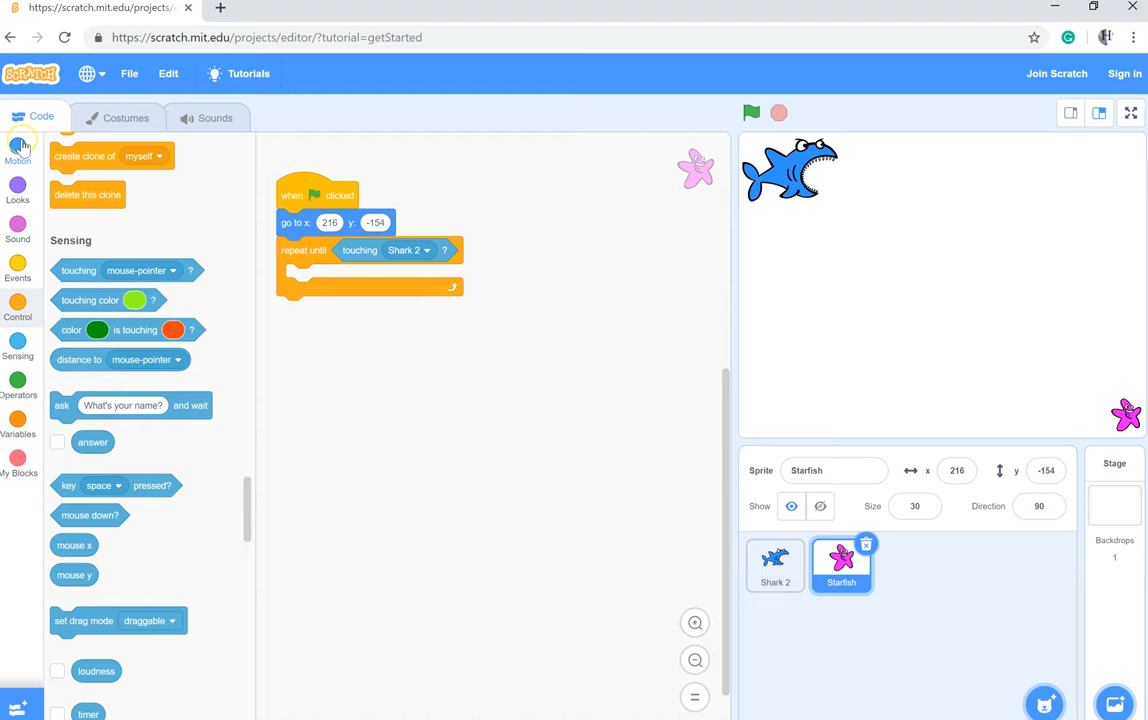 https://scratch.mit.edu/projects/
https://scratch.mit.edu/projects/editor/?tutorial=getStarted
SCRATCH File Edit Tutorials Join Scratch Sign in
Code Costumes Sounds
Motion
Looks
Sound
Events
Control
Sensing
Operators
Variables
My Blocks
create clone of myself
delete this clone
Sensing
touching mouse-pointer ?
touching color ?
color is touching ?
distance to mouse-pointer
ask What's your name? and wait
answer
key space pressed?
mouse down?
mouse x
mouse y
set drag mode draggable
loudness
timer
when clicked
go to x: 216 y: -154
repeat until touching Shark 2 ?
Sprite Starfish x 216 y -154
Show Size 30 Direction 90
Shark 2
Starfish
Stage
Backdrops
1